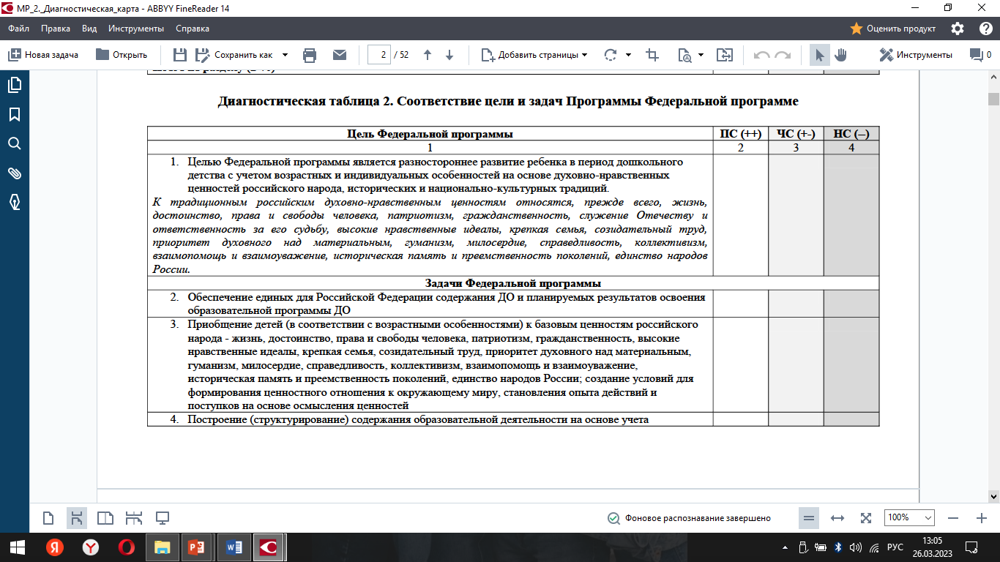 MP_2._Диагностическая_карта - ABBYY FineReader 14
Файл Правка Вид Инструменты Справка
Оценить продукт
Новая задача Открыть Сохранить как 2 / 52 Добавить страницы Инструменты 0
Диагностическая таблица 2. Соответствие цели и задач Программы Федеральной программе
Цель Федеральной программы ПС (++) ЧС (+-) НС (--)
1 2 3 4
1. Целью Федеральной программы является разностороннее развитие ребенка в период дошкольного
детства с учетом возрастных и индивидуальных особенностей на основе духовно-нравственных
ценностей российского народа, исторических и национально-культурных традиций.
К традиционным российским духовно-нравственным ценностям относятся, прежде всего, жизнь,
достоинство, права и свободы человека, патриотизм, гражданственность, служение Отечеству и
ответственность за его судьбу, высокие нравственные идеалы, крепкая семья, созидательный труд,
приоритет духовного над материальным, гуманизм, милосердие, справедливость, коллективизм,
взаимопомощь и взаимоуважение, историческая память и преемственность поколений, единство народов
России.
Задачи Федеральной программы
2. Обеспечение единых для Российской Федерации содержания ДО и планируемых результатов освоения
образовательной программы ДО
3. Приобщение детей (в соответствии с возрастными особенностями) к базовым ценностям российского
народа - жизнь, достоинство, права и свободы человека, патриотизм, гражданственность, высокие
нравственные идеалы, крепкая семья, созидательный труд, приоритет духовного над материальным,
гуманизм, милосердие, справедливость, коллективизм, взаимопомощь и взаимоуважение,
историческая память и преемственность поколений, единство народов России; создание условий для
формирования ценностного отношения к окружающему миру, становления опыта действий и
поступков на основе осмысления ценностей
4. Построение (структурирование) содержания образовательной деятельности на основе учета
Фоновое распознавание завершено 100%
РУС 13:05
26.03.2023